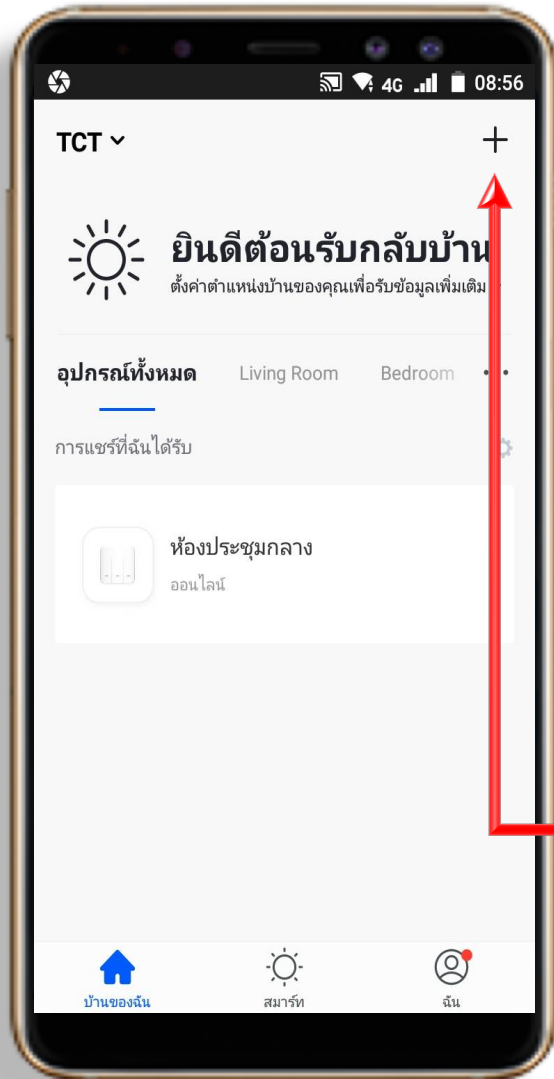 4G 08:56
TCT
ยินดีต้อนรับกลับบ้าน
ตั้งค่าตำแหน่งบ้านของคุณเพื่อรับข้อมูลเพิ่มเติม
อุปกรณ์ทั้งหมด Living Room Bedroom
การแชร์ที่ฉันได้รับ
ห้องประชุมกลาง
ออนไลน์
บ้านของฉัน สมาร์ท ฉัน